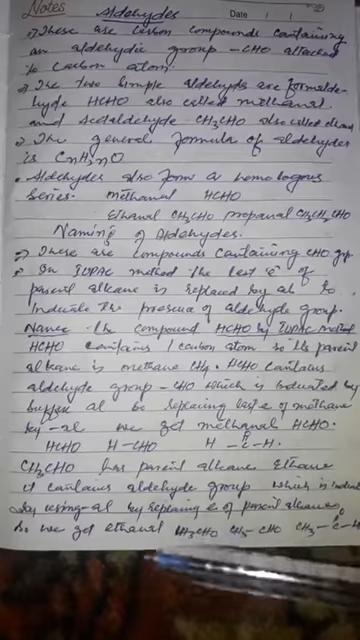 Notes
Aldehydes
Date / /
These are carbon compounds containing
an aldehydic group -CHO attached
to carbon atom.
The two simple aldehydes are formalde-
hyde HCHO also called methanal
and acetaldehyde CH3CHO also called
The general formula of aldehydes
is CnH2nO
• Aldehydes also form a homologous
series. methanal HCHO
Ethanal CH3CHO propanal CH3CH2CHO
Naming of Aldehydes.
These are compounds containing CHO grp.
In IUPAC method the last 'e' of
parent alkane is replaced by al to
indicate the presence of aldehyde group.
Name the compound HCHO by IUPAC method
HCHO contains 1 carbon atom so its parent
alkane is methane CH4. HCHO contains
aldehyde group -CHO which is indicated by
suffix al so replacing last e of methane
by -al we get methanal HCHO.
HCHO H-CHO H-C-H.
O
CH3CHO has parent alkane Ethane
it contains aldehyde group which is
by using -al by replacing e of parent alkane
So we get ethanal CH3CHO CH3-CHO CH3-C-H
O